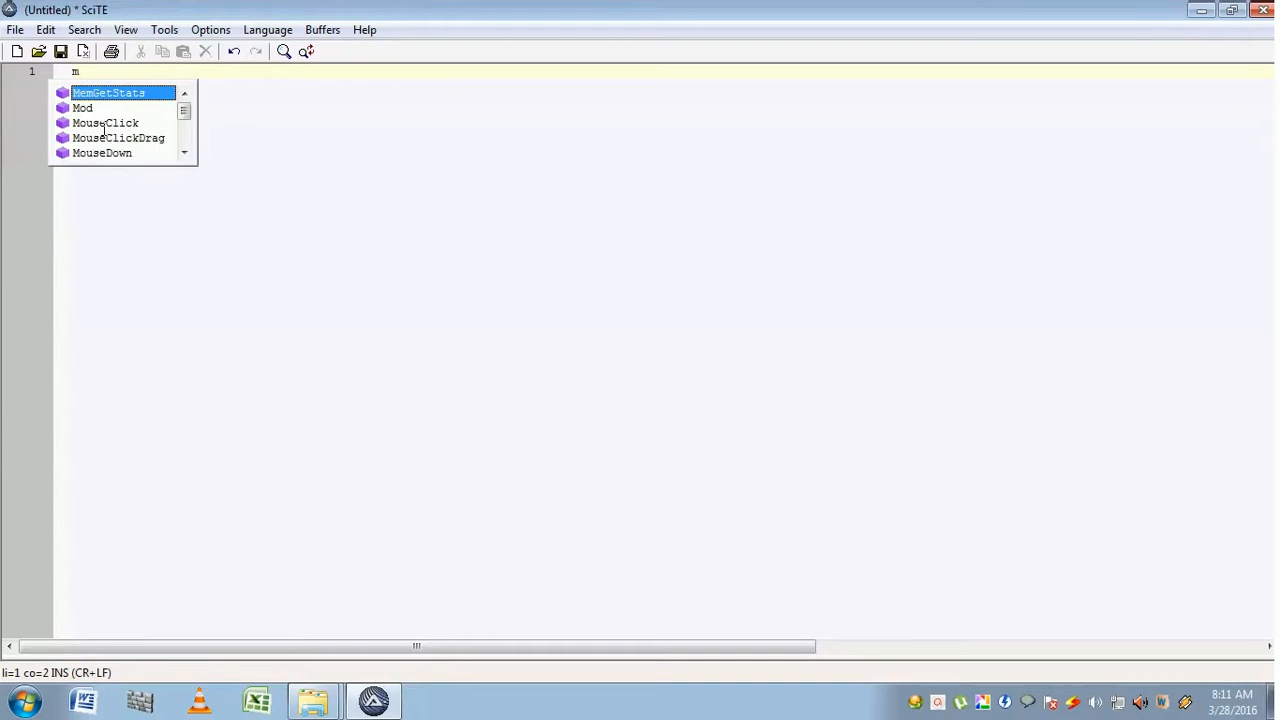 (Untitled) * SciTE
File Edit Search View Tools Options Language Buffers Help
1 m
MemGetStats
Mod
MouseClick
MouseClickDrag
MouseDown
li=1 co=2 INS (CR+LF)
8:11 AM
3/28/2016